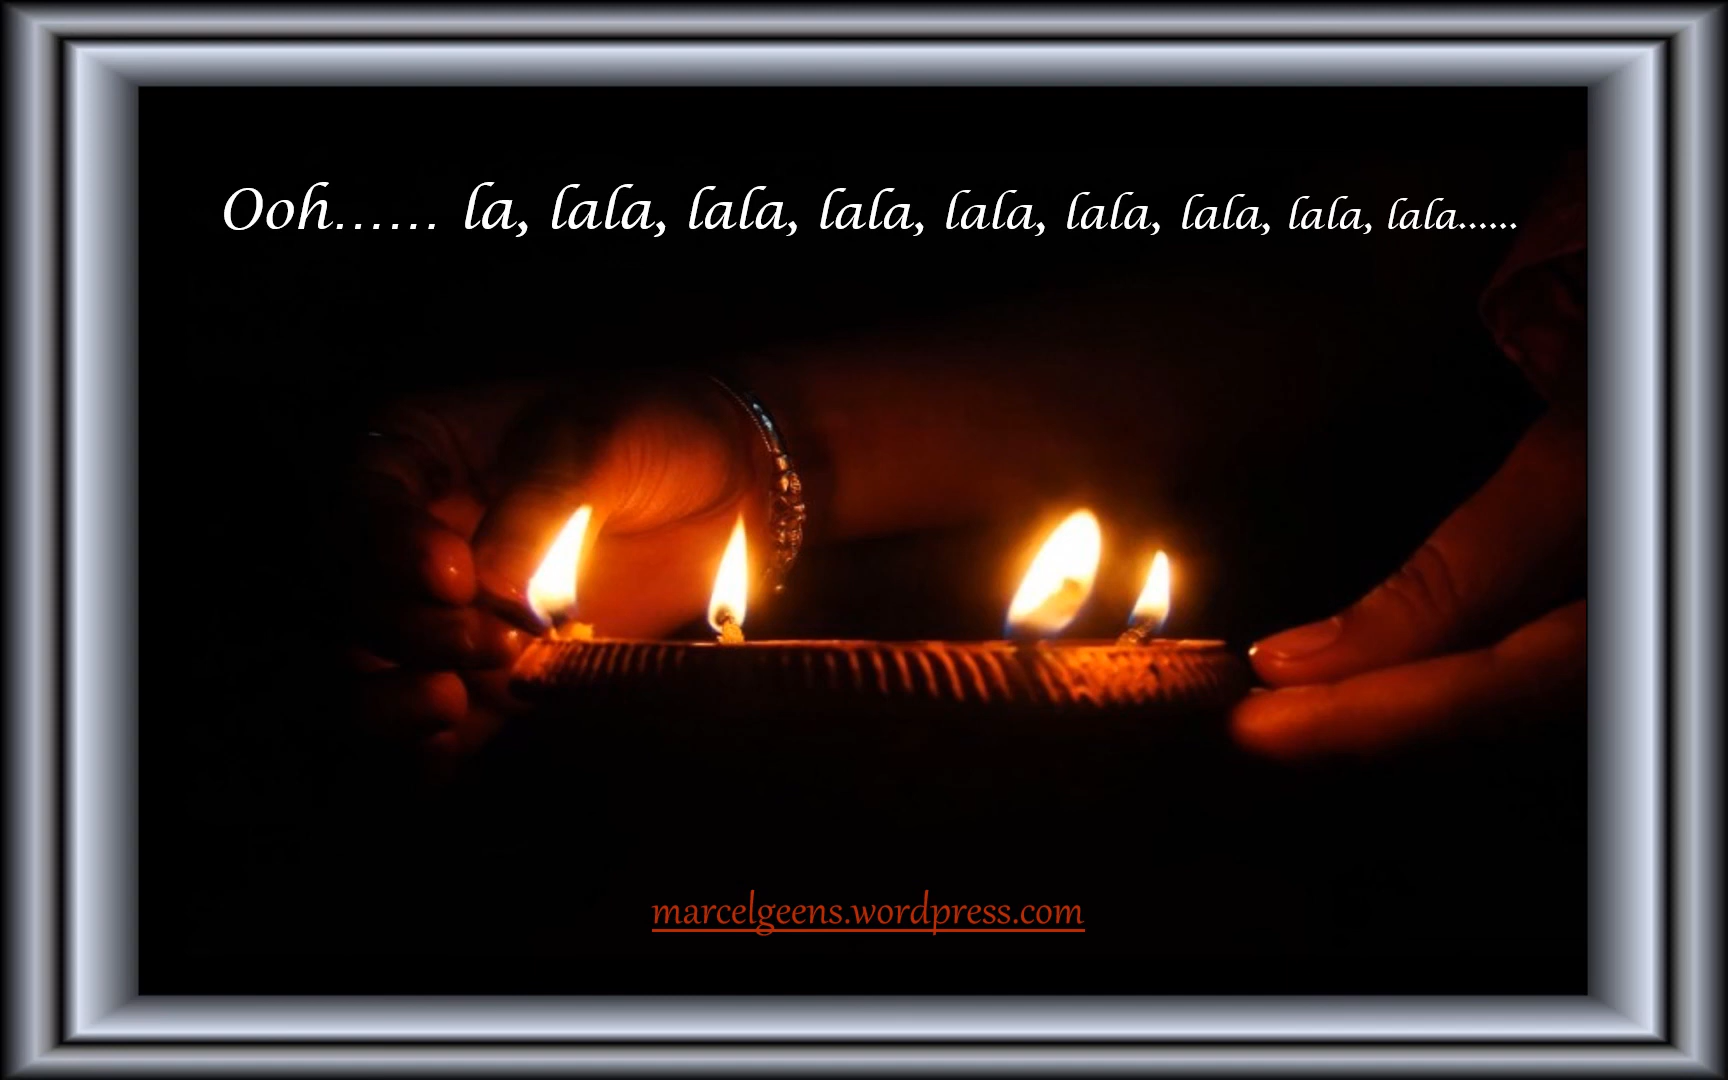 Ooh…… la, lala, lala, lala, lala, lala, lala, lala, lala......
marcelgeens.wordpress.com